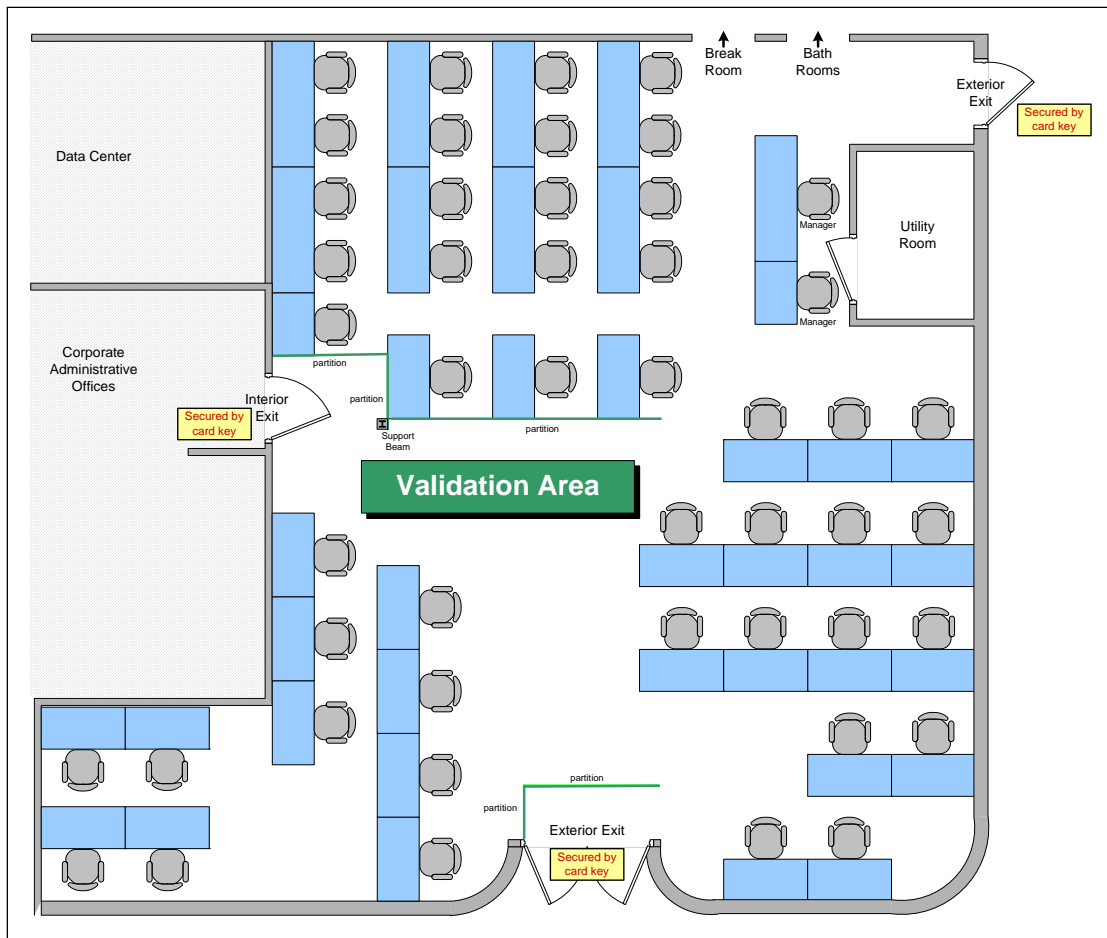 Break
Room
Bath
Rooms
Exterior
Exit
Secured by
card key
Data Center
Manager
Utility
Room
Manager
Corporate
Administrative
Offices
partition
Interior
Exit
Secured by
card key
partition
Support
Beam
partition
Validation Area
partition
partition
Exterior Exit
Secured by
card key